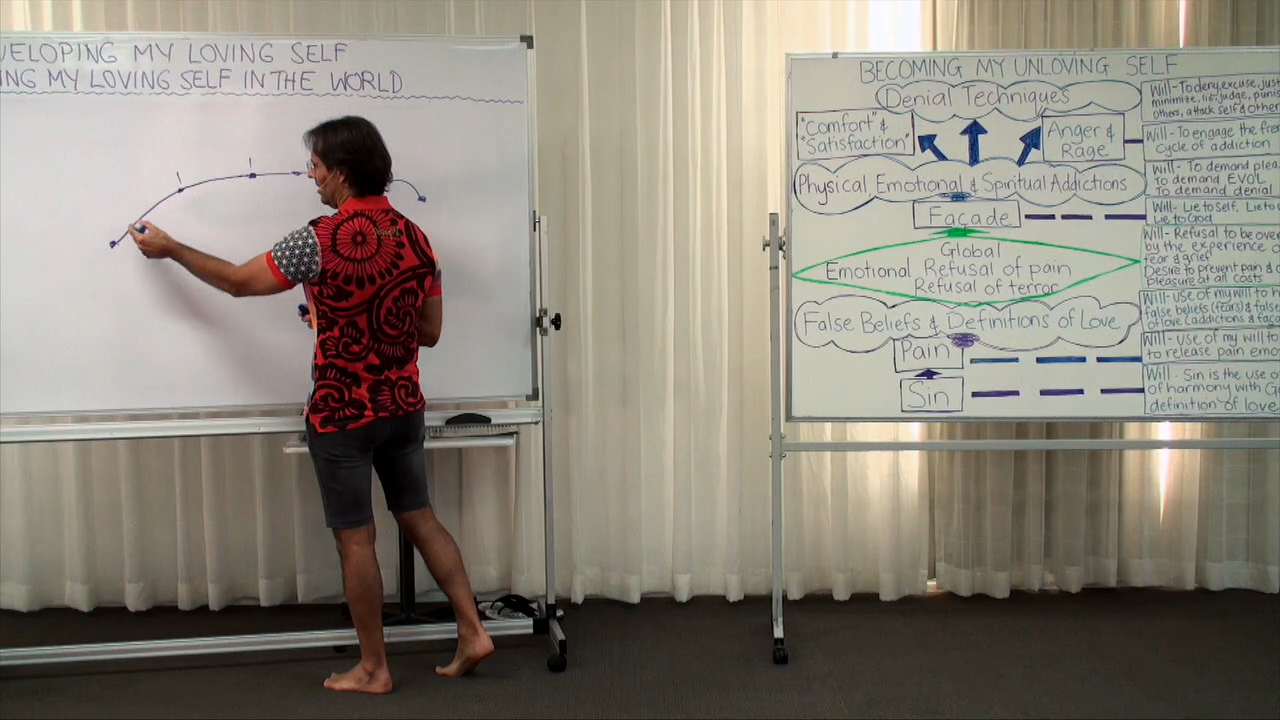 VELOPING MY LOVING SELF
ING MY LOVING SELF IN THE WORLD
BECOMING MY UNLOVING SELF
Denial Techniques
"Comfort" &
"Satisfaction"
Anger &
Rage
Physical, Emotional & Spiritual Addictions
Façade
Global
Emotional Refusal of pain
Refusal of terror
False Beliefs & Definitions of Love
Pain
Sin
Will - To deny, excuse, just
minimize, lie, judge, punis
others, attack self & others
Will - To engage the fre
cycle of addiction
Will - To demand plea
To demand EVOL
To demand denial
Will - Lie to Self, Lie to
Lie to God
Will - Refusal to be over
by the experience o
fear & grief
Desire to prevent pain &
pleasure at all costs
Will - use of my will to
false beliefs (fears) & false
of love (addictions & faca
Will - use of my will to
to release pain emo
Will - Sin is the use o
of harmony with G
definition of love